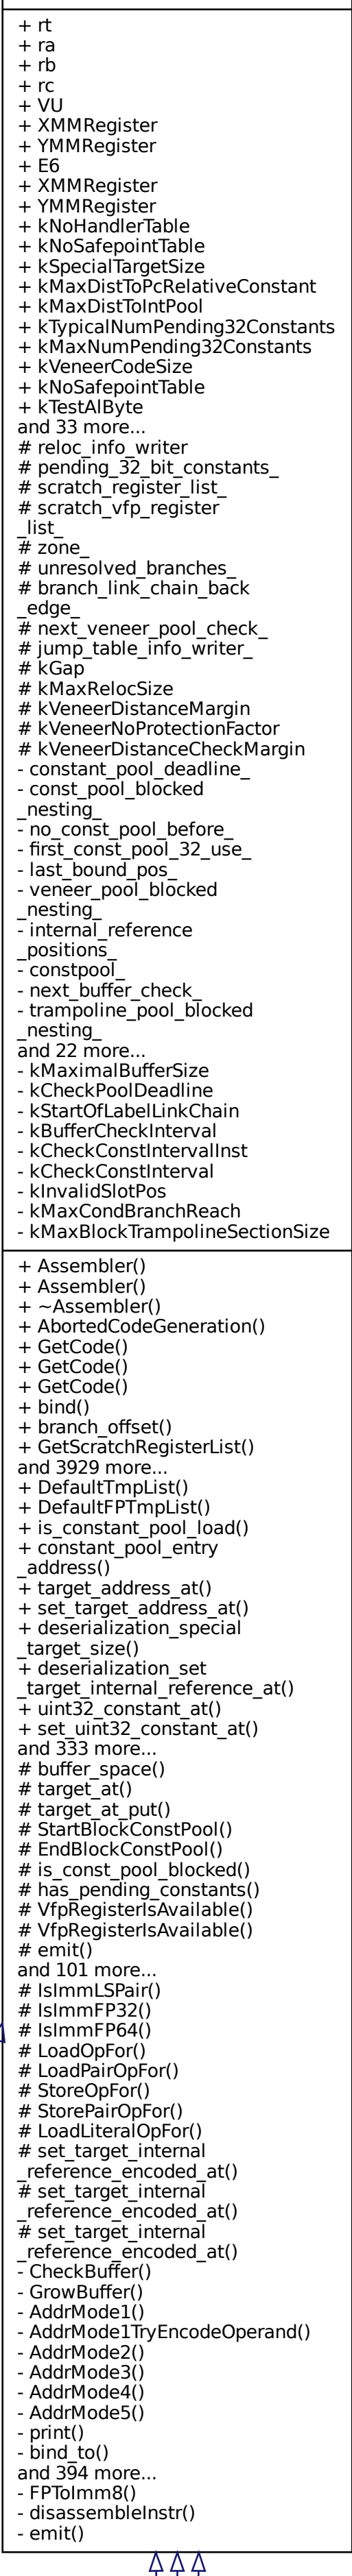 + rt
+ ra
+ rb
+ rc
+ VU
+ XMMRegister
+ YMMRegister
+ E6
+ XMMRegister
+ YMMRegister
+ kNoHandlerTable
+ kNoSafepointTable
+ kSpecialTargetSize
+ kMaxDistToPcRelativeConstant
+ kMaxDistToIntPool
+ kTypicalNumPending32Constants
+ kMaxNumPending32Constants
+ kVeneerCodeSize
+ kNoSafepointTable
+ kTestAlByte
and 33 more...
# reloc_info_writer
# pending_32_bit_constants_
# scratch_register_list_
# scratch_vfp_register
_list_
# zone_
# unresolved_branches_
# branch_link_chain_back
_edge_
# next_veneer_pool_check_
# jump_table_info_writer_
# kGap
# kMaxRelocSize
# kVeneerDistanceMargin
# kVeneerNoProtectionFactor
# kVeneerDistanceCheckMargin
- constant_pool_deadline_
- const_pool_blocked
_nesting_
- no_const_pool_before_
- first_const_pool_32_use_
- last_bound_pos_
- veneer_pool_blocked
_nesting_
- internal_reference
_positions_
- constpool_
- next_buffer_check_
- trampoline_pool_blocked
_nesting_
and 22 more...
- kMaximalBufferSize
- kCheckPoolDeadline
- kStartOfLabelLinkChain
- kBufferCheckInterval
- kCheckConstIntervalInst
- kCheckConstInterval
- kInvalidSlotPos
- kMaxCondBranchReach
- kMaxBlockTrampolineSectionSize
+ Assembler()
+ Assembler()
+ ~Assembler()
+ AbortedCodeGeneration()
+ GetCode()
+ GetCode()
+ GetCode()
+ bind()
+ branch_offset()
+ GetScratchRegisterList()
and 3929 more...
+ DefaultTmpList()
+ DefaultFPTmpList()
+ is_constant_pool_load()
+ constant_pool_entry
_address()
+ target_address_at()
+ set_target_address_at()
+ deserialization_special
_target_size()
+ deserialization_set
_target_internal_reference_at()
+ uint32_constant_at()
+ set_uint32_constant_at()
and 333 more...
# buffer_space()
# target_at()
# target_at_put()
# StartBlockConstPool()
# EndBlockConstPool()
# is_const_pool_blocked()
# has_pending_constants()
# VfpRegisterIsAvailable()
# VfpRegisterIsAvailable()
# emit()
and 101 more...
# IsImmLSPair()
# IsImmFP32()
# IsImmFP64()
# LoadOpFor()
# LoadPairOpFor()
# StoreOpFor()
# StorePairOpFor()
# LoadLiteralOpFor()
# set_target_internal
_reference_encoded_at()
# set_target_internal
_reference_encoded_at()
# set_target_internal
_reference_encoded_at()
- CheckBuffer()
- GrowBuffer()
- AddrMode1()
- AddrMode1TryEncodeOperand()
- AddrMode2()
- AddrMode3()
- AddrMode4()
- AddrMode5()
- print()
- bind_to()
and 394 more...
- FPToImm8()
- disassembleInstr()
- emit()